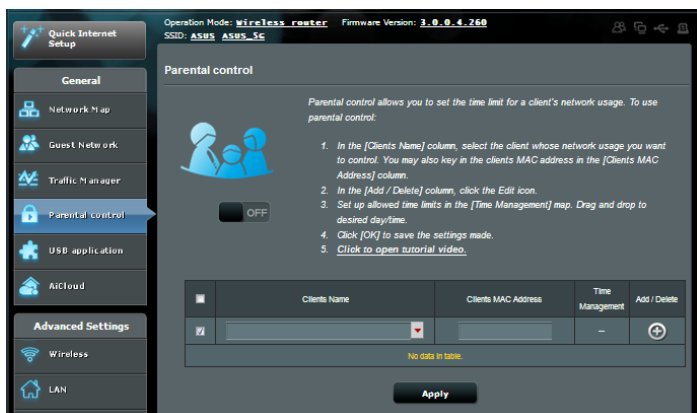 Quick Internet
Setup
Operation Mode: Wireless router Firmware Version: 3.0.0.4.260
SSID: ASUS ASUS_5G
General
Network Map
Guest Network
Traffic Manager
Parental control
USB application
AiCloud
Advanced Settings
Wireless
LAN
Parental control
Parental control allows you to set the time limit for a client's network usage. To use
parental control:
1. In the [Clients Name] column, select the client whose network usage you want
to control. You may also key in the clients MAC address in the [Clients MAC
Address] column.
2. In the [Add / Delete] column, click the Edit icon.
3. Set up allowed time limits in the [Time Management] map. Drag and drop to
desired day/time.
4. Click [OK] to save the settings made.
5. Click to open tutorial video.
OFF
Clients Name Clients MAC Address Time
Management Add / Delete
–
No data in table.
Apply